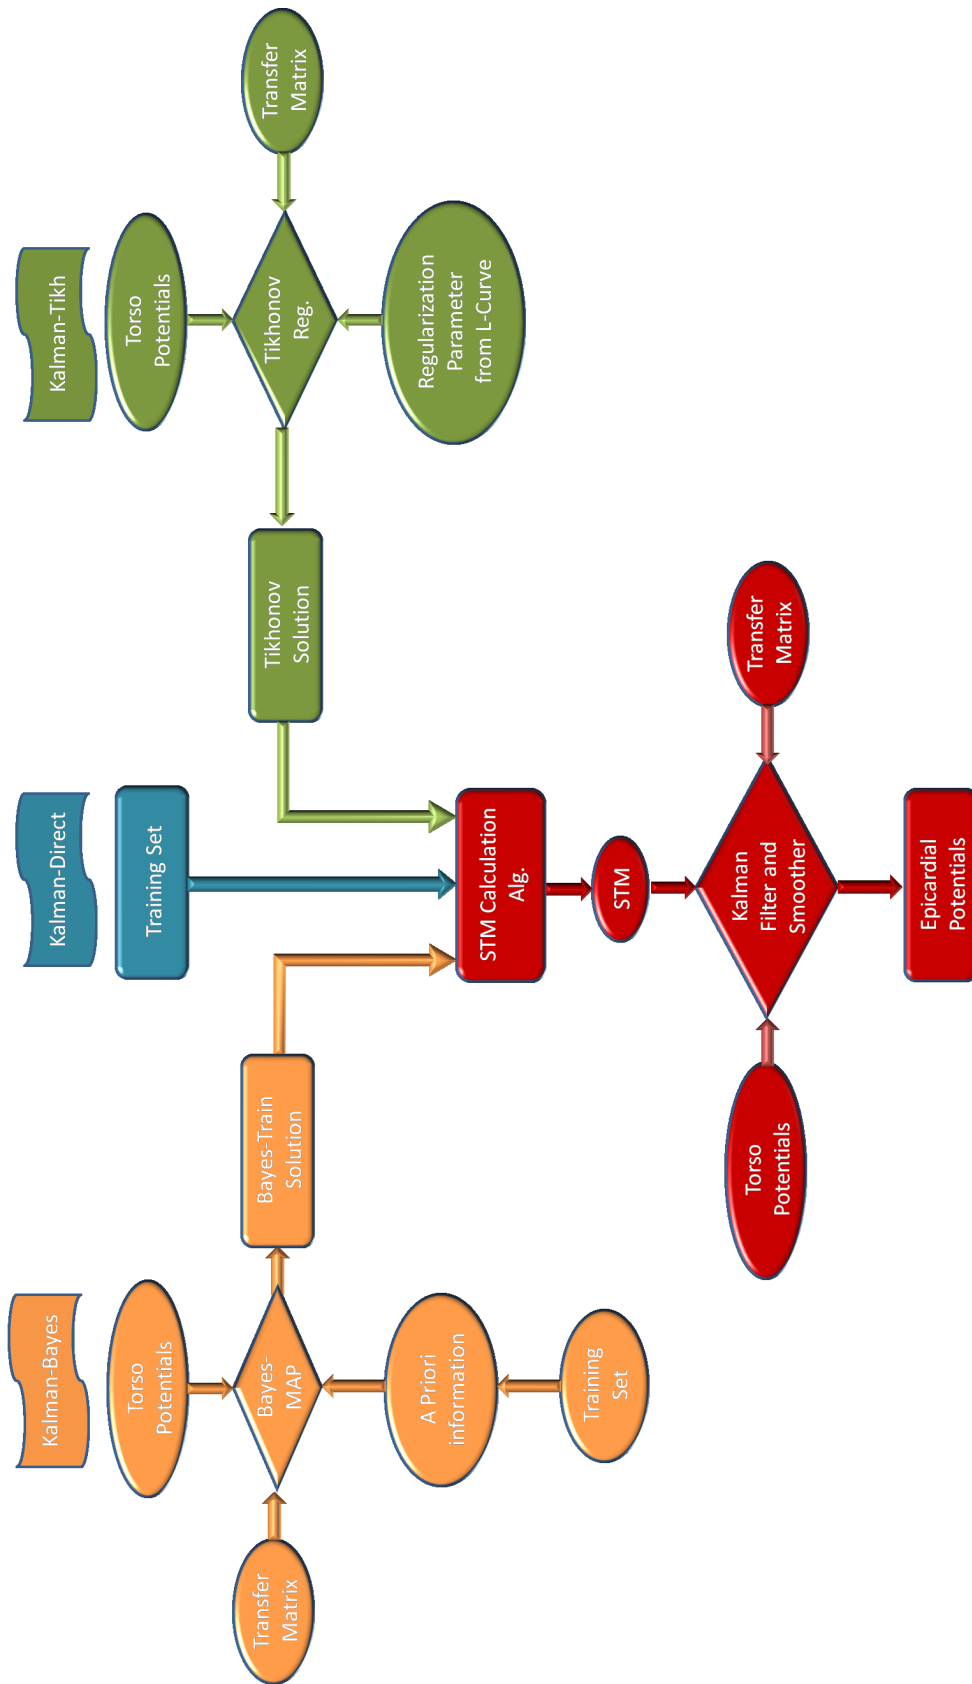 Kalman-Bayes
Kalman-Direct
Kalman-Tikh
Torso
Potentials
Training Set
Torso
Potentials
Transfer
Matrix
Bayes-
MAP
Bayes-Train
Solution
Tikhonov
Solution
Tikhonov
Reg.
Transfer
Matrix
A Priori
information
Regularization
Parameter
from L-Curve
Training
Set
STM Calculation
Alg.
STM
Torso
Potentials
Kalman
Filter and
Smoother
Transfer
Matrix
Epicardial
Potentials